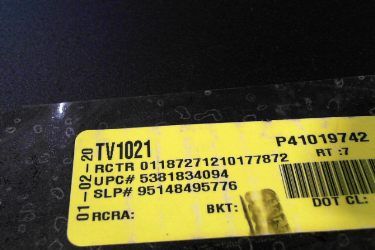 01-02-20
TV1021
P41019742
RCTR 01187271210177872
RT :7
UPC# 5381834094
SLP# 95148495776
RCRA:
BKT:
DOT CL: